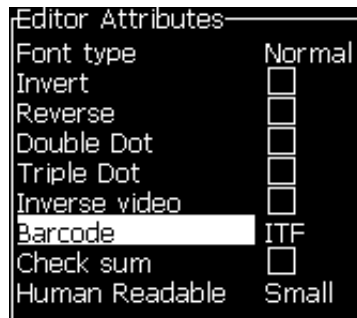 Editor Attributes
Font type Normal
Invert
Reverse
Double Dot
Triple Dot
Inverse video
Barcode ITF
Check sum
Human Readable Small